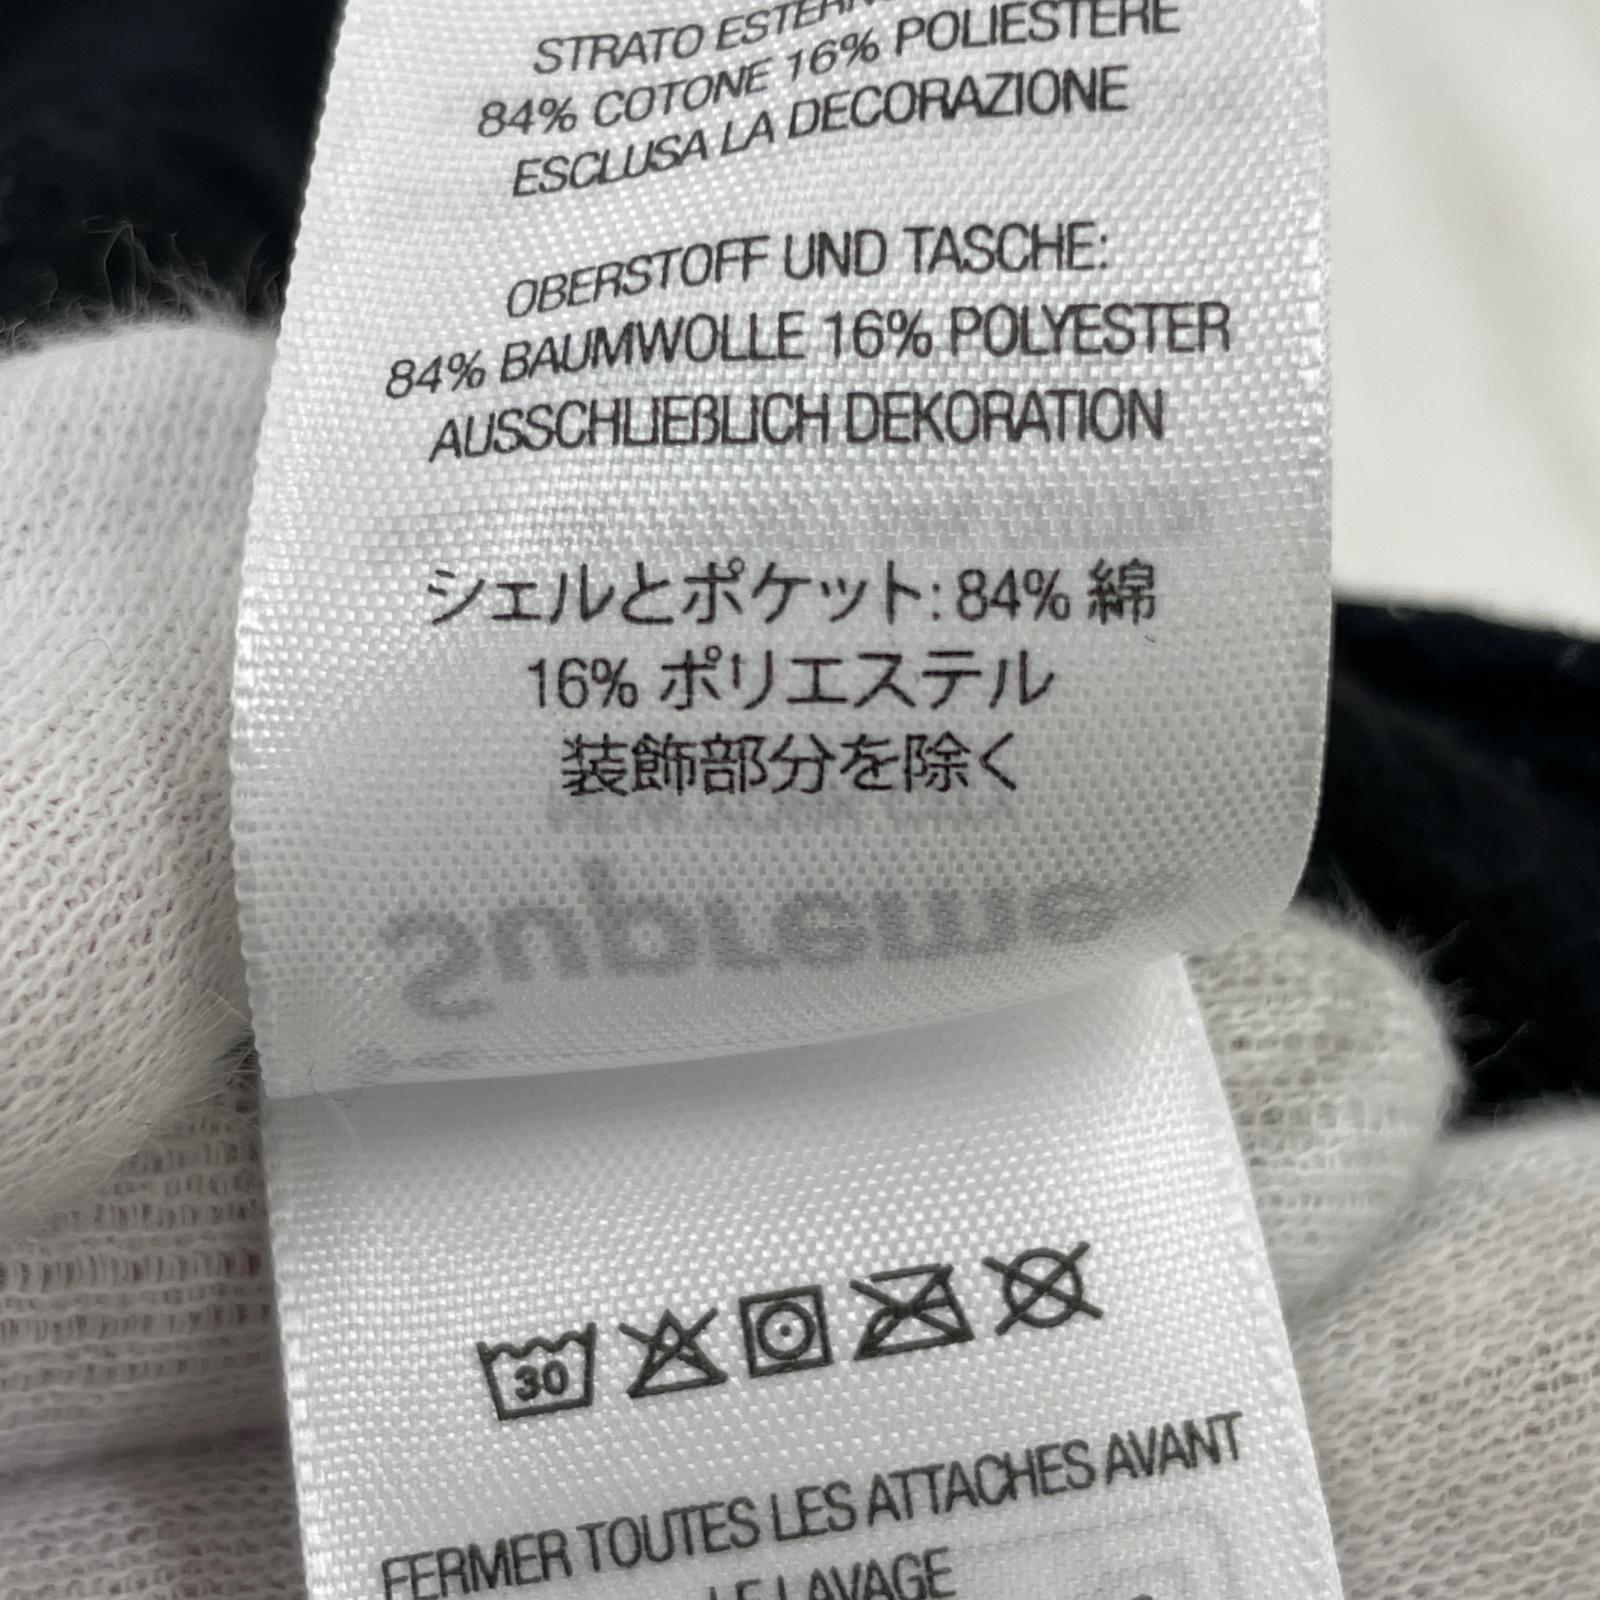 STRATO
84% COTONE 16% POLIESTERE
ESCLUSA LA DECORAZIONE
OBERSTOFF UND TASCHE:
84% BAUMWOLLE 16% POLYESTER
AUSSCHLIEßLICH DEKORATION
シェルとポケット: 84% 綿
16% ポリエステル
装飾部分を除く
Supreme
30
FERMER TOUTES LES ATTACHES AVANT
LE LAVAGE